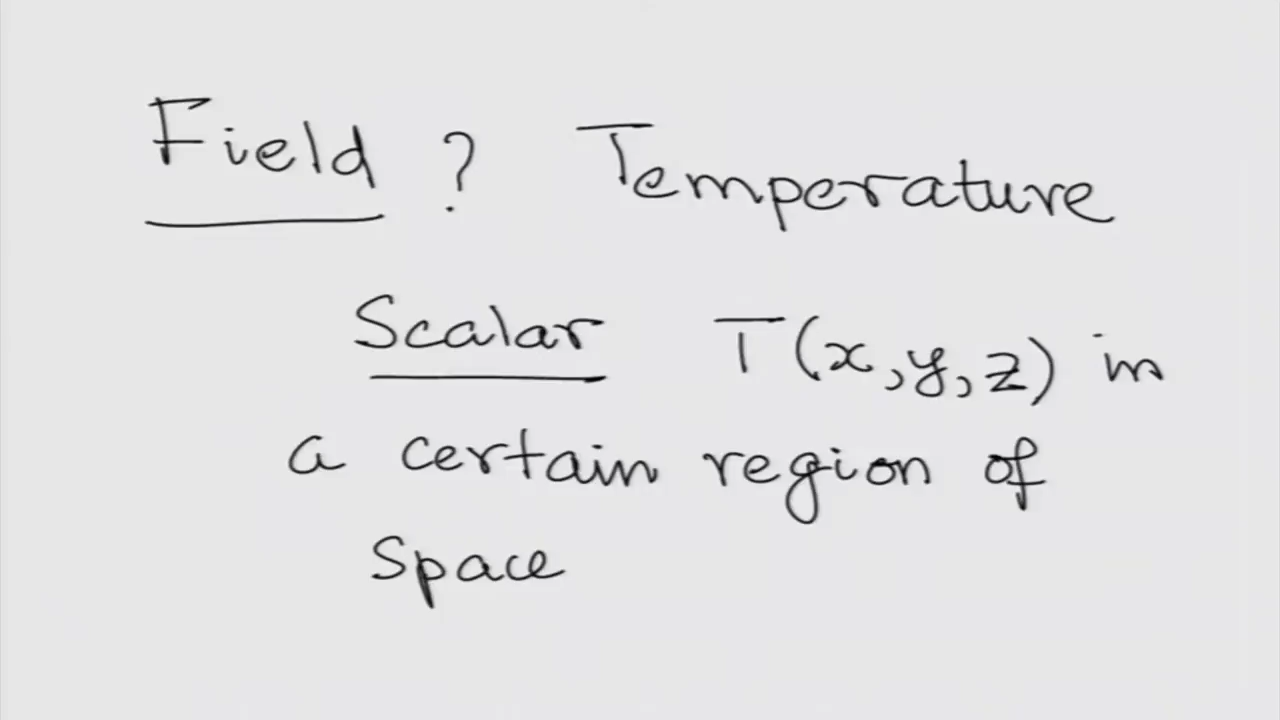 Field ? Temperature
Scalar T(x,y,z) in
a certain region of
space